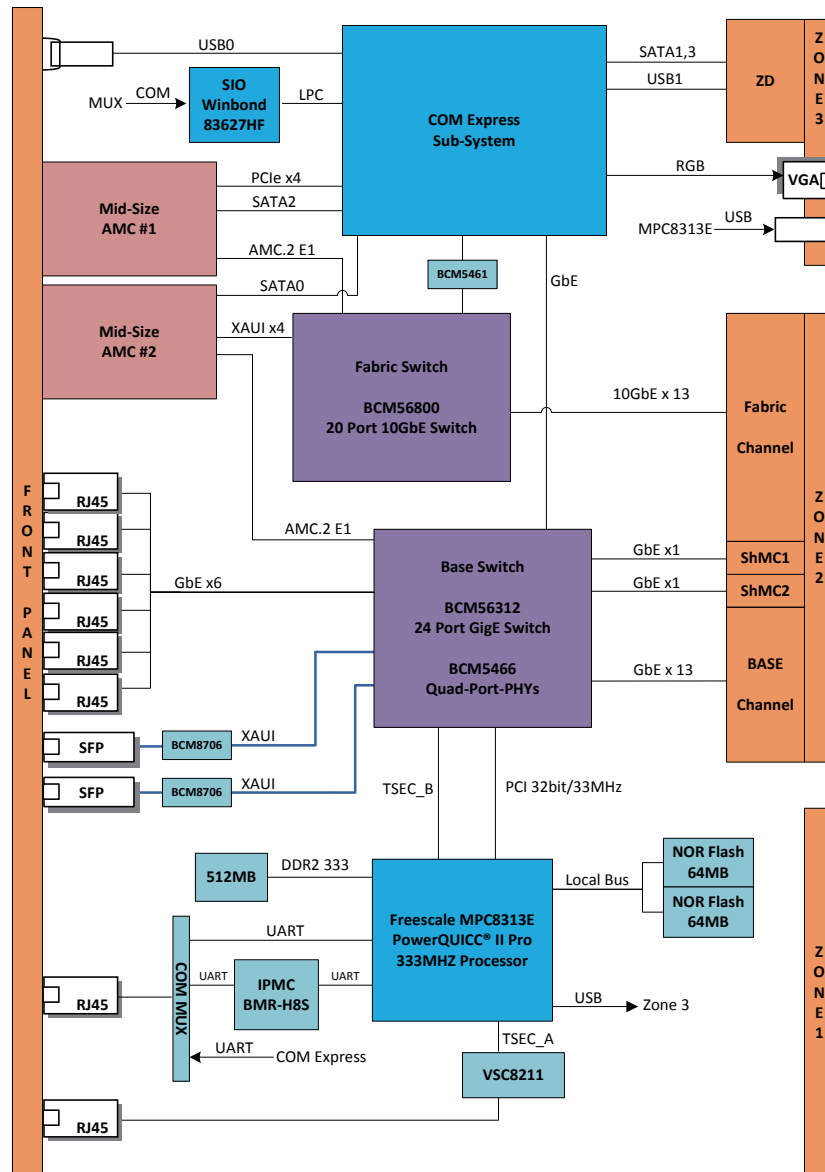 USB0
SIO
Winbond
83627HF
MUX
COM
LPC
COM Express
Sub-System
SATA1,3
USB1
ZD
ZONE3
RGB
VGA
MPC8313E
USB
Mid-Size
AMC #1
PCIe x4
SATA2
AMC.2 E1
Mid-Size
AMC #2
SATA0
XAUI x4
BCM5461
GbE
Fabric Switch
BCM56800
20 Port 10GbE Switch
10GbE x 13
Fabric
Channel
FRONT PANEL
RJ45
RJ45
RJ45
RJ45
RJ45
RJ45
GbE x6
AMC.2 E1
Base Switch
BCM56312
24 Port GigE Switch
BCM5466
Quad-Port-PHYs
GbE x1
ShMC1
GbE x1
ShMC2
GbE x 13
BASE
Channel
ZONE2
SFP
BCM8706
XAUI
SFP
BCM8706
XAUI
TSEC_B
PCI 32bit/33MHz
512MB
DDR2 333
Freescale MPC8313E
PowerQUICC® II Pro
333MHZ Processor
Local Bus
NOR Flash
64MB
NOR Flash
64MB
UART
COM MUX
UART
IPMC
BMR-H8S
UART
RJ45
UART
COM Express
USB
Zone 3
TSEC_A
VSC8211
RJ45
ZONE1